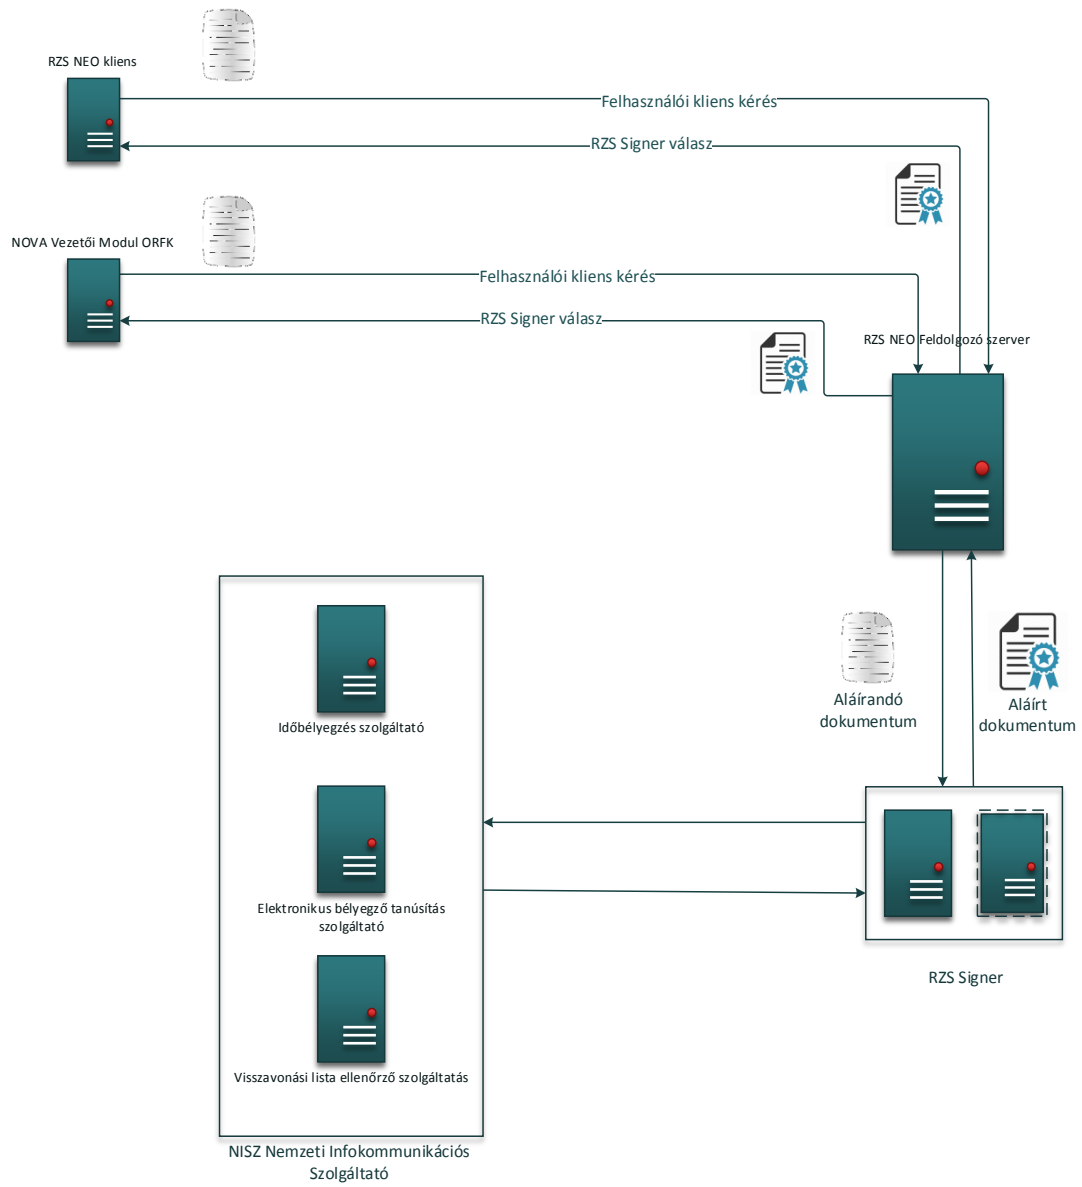 RZS NEO kliens
Felhasználói kliens kérés
RZS Signer válasz
NOVA Vezetői Modul ORFK
Felhasználói kliens kérés
RZS Signer válasz
RZS NEO Feldolgozó szerver
Aláírandó
dokumentum
Aláírt
dokumentum
Időbélyegzés szolgáltató
Elektronikus bélyegző tanúsítás
szolgáltató
RZS Signer
Visszavonási lista ellenőrző szolgáltatás
NISZ Nemzeti Infokommunikációs
Szolgáltató